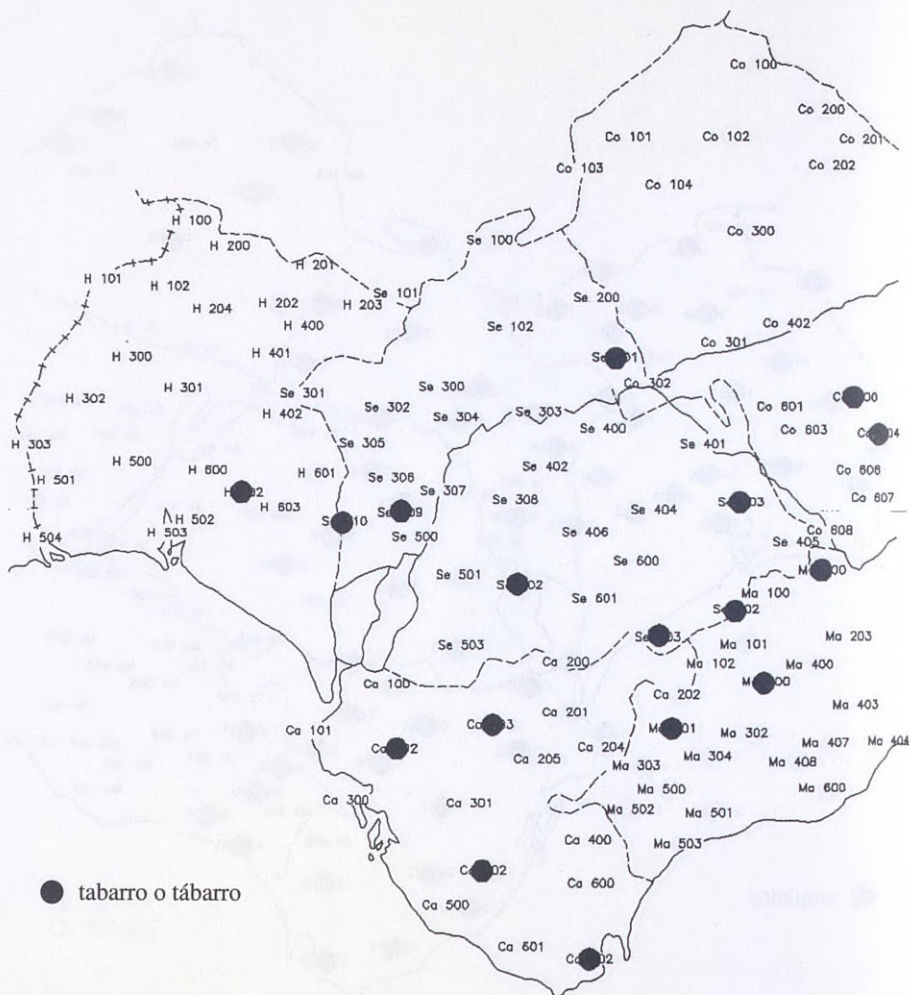 Co 100
Co 200
Co 101
Co 102
Co 201
Co 202
Co 103
Co 104
H 100
Co 300
H 200
Se 100
H 201
H 101
H 102
Se 101
Se 200
H 204
H 202
H 203
Co 402
H 400
Se 102
Co 301
H 300
H 401
Co 302
H 301
Se 301
Se 300
H 302
H 402
Se 302
Se 304
Se 303
Co 601
Se 400
Co 603
H 303
Se 305
Se 401
H 500
H 600
H 601
Se 306
Se 402
Co 606
H 501
Se 307
Se 308
Co 607
H 603
Se 404
H 502
H 503
Se 406
Co 608
H 504
Se 500
Se 405
Se 501
Se 600
Ma 100
Se 601
Ma 203
Se 503
Ma 101
Ca 200
Ma 102
Ma 400
Ca 100
Ca 202
Ma 403
Ca 201
Ca 101
Ma 302
Ma 407
Ca 204
Ca 205
Ma 304
Ma 303
Ma 408
Ma 500
Ma 600
Ca 300
Ca 301
Ma 502
Ma 501
Ca 400
Ma 503
tabarro o tábarro
Ca 600
Ca 500
Ca 601